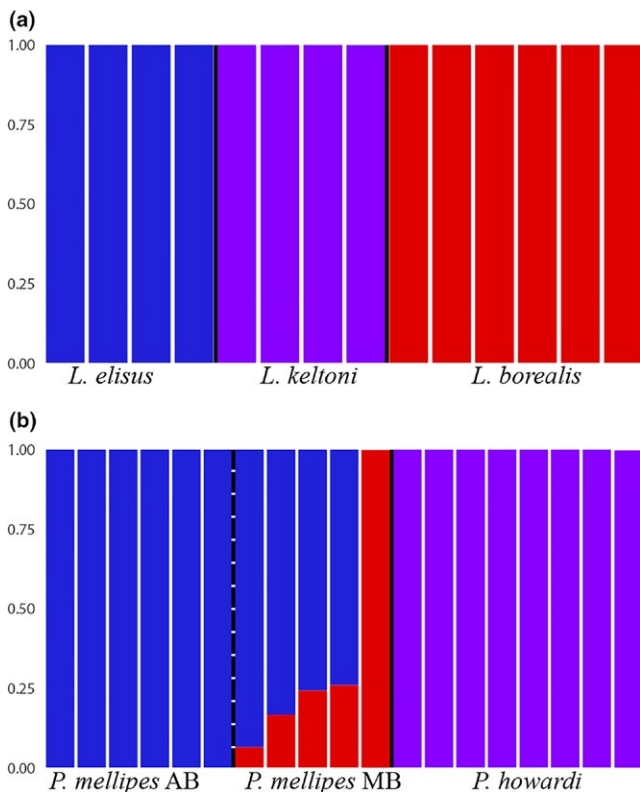 (a)
1.00
0.75
0.50
0.25
0.00
L. elisus L. keltoni L. borealis
(b)
1.00
0.75
0.50
0.25
0.00
P. mellipes AB P. mellipes MB P. howardi